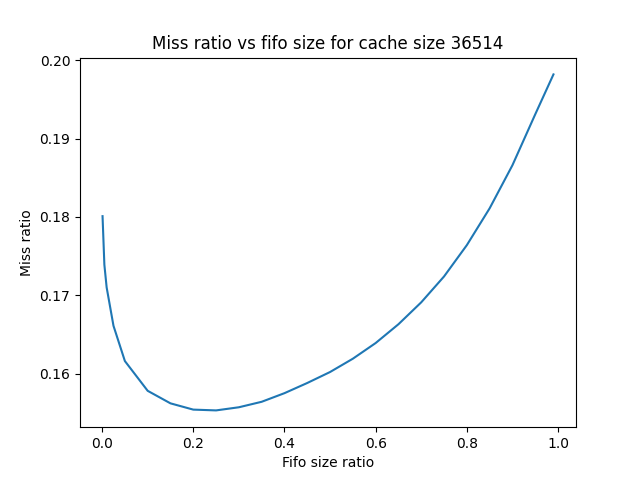 Miss ratio vs fifo size for cache size 36514
0.20
0.19
0.18
0.17
0.16
Miss ratio
0.0 0.2 0.4 0.6 0.8 1.0
Fifo size ratio